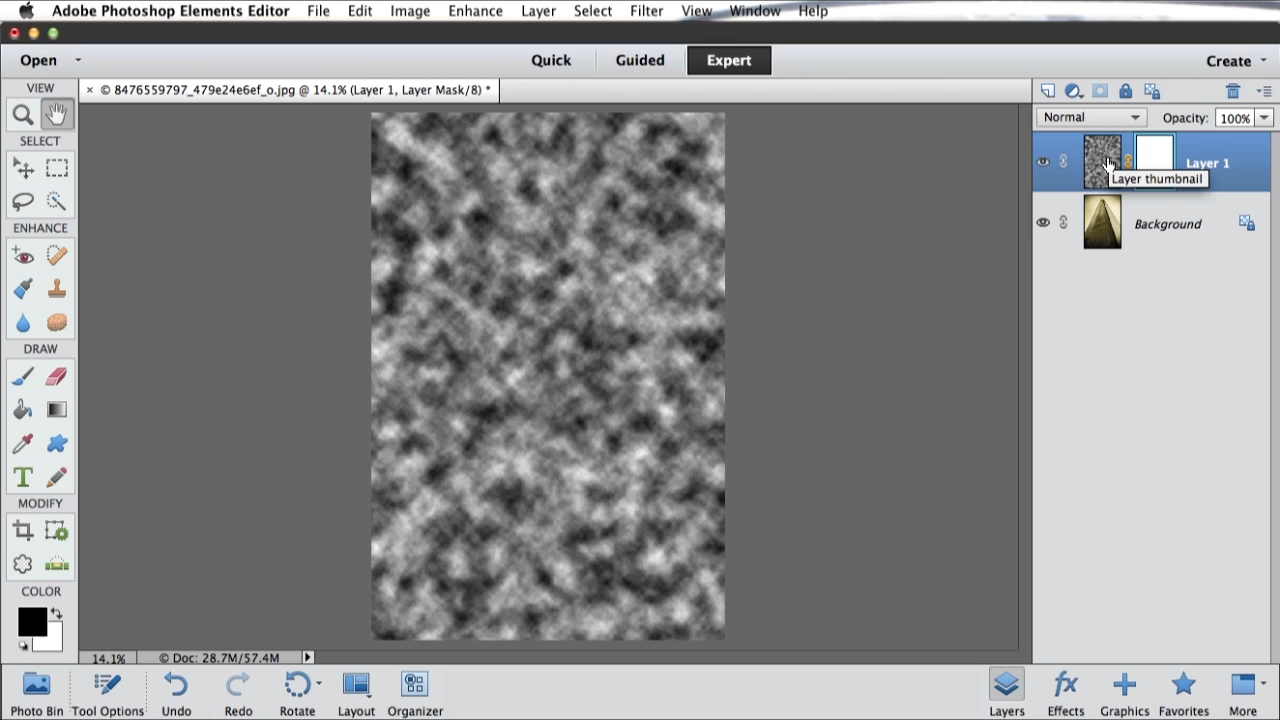 Adobe Photoshop Elements Editor File Edit Image Enhance Layer Select Filter View Window Help
Open Quick Guided Expert Create
VIEW
× © 8476559797_479e24e6ef_o.jpg @ 14.1% (Layer 1, Layer Mask/8) *
Normal Opacity: 100%
SELECT
Layer 1
Layer thumbnail
Background
ENHANCE
DRAW
T
MODIFY
COLOR
14.1% © Doc: 28.7M/57.4M
Photo Bin Tool Options Undo Redo Rotate Layout Organizer Layers Effects Graphics Favorites More